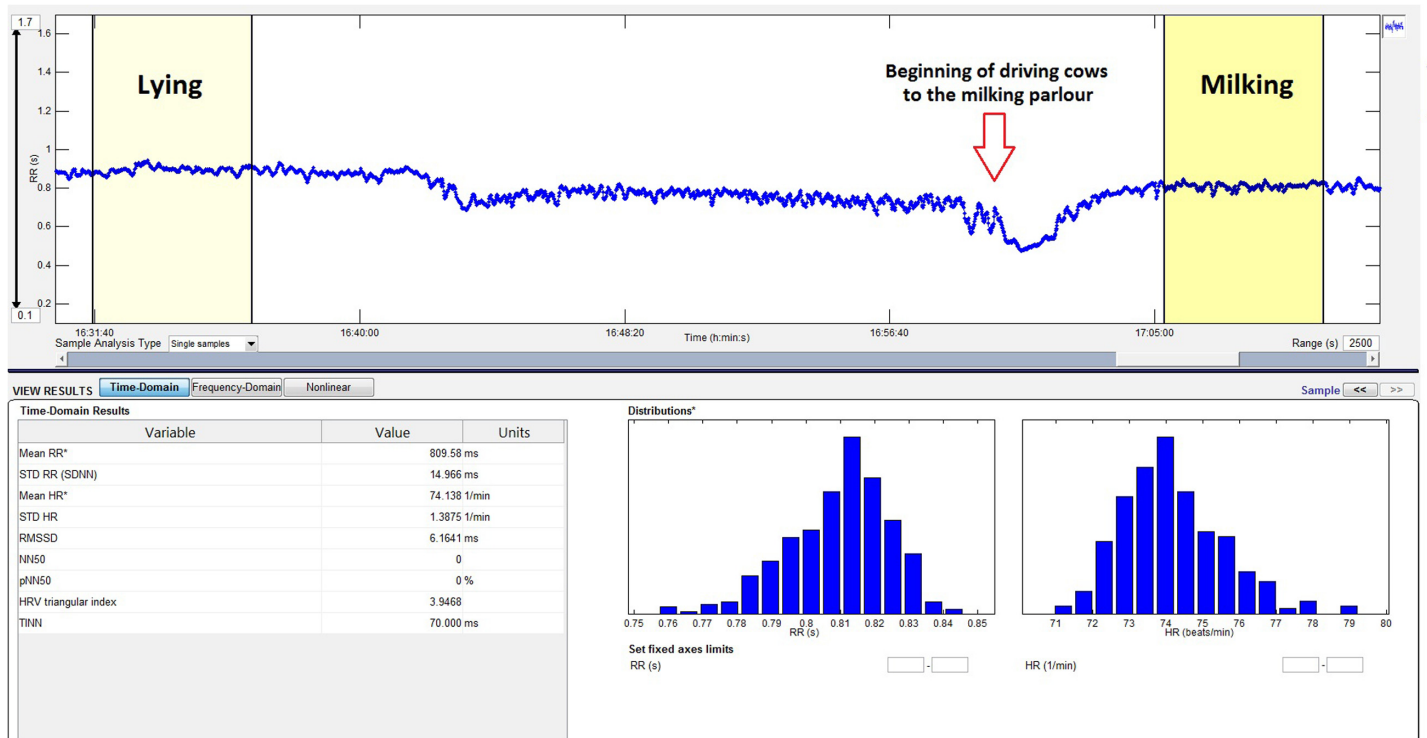 1.7
1.6
1.4
1.2
1
0.8
0.6
0.4
0.2
0.1
RR (s)
Lying
Beginning of driving cows
to the milking parlour
Milking
16:31:40 16:40:00 16:48:20 16:56:40 17:05:00
Time (h:min:s)
Sample Analysis Type Single samples
Range (s) 2500
VIEW RESULTS Time-Domain Frequency-Domain Nonlinear
Sample << >>
Time-Domain Results
Variable Value Units
Mean RR* 809.58 ms
STD RR (SDNN) 14.966 ms
Mean HR* 74.138 1/min
STD HR 1.3875 1/min
RMSSD 6.1641 ms
NN50 0
pNN50 0 %
HRV triangular index 3.9468
TINN 70.000 ms
Distributions*
0.75 0.76 0.77 0.78 0.79 0.8 0.81 0.82 0.83 0.84 0.85
RR (s)
71 72 73 74 75 76 77 78 79 80
HR (beats/min)
Set fixed axes limits
RR (s) -
HR (1/min) -